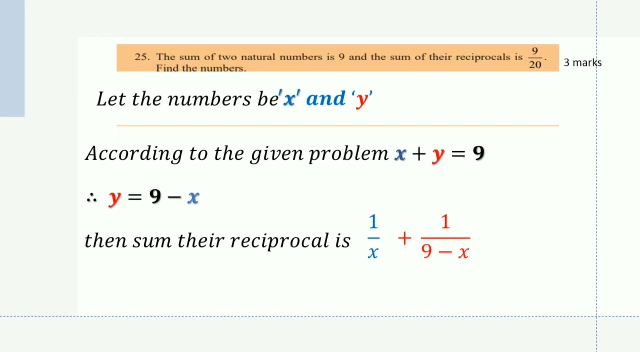 25. The sum of two natural numbers is 9 and the sum of their reciprocals is 9/20.
Find the numbers.
3 marks
Let the numbers be 'x' and 'y'
According to the given problem x + y = 9
∴ y = 9 − x
then sum their reciprocal is 1/x + 1/(9 − x)